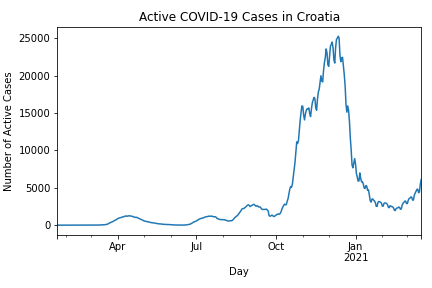 Active COVID-19 Cases in Croatia
25000
20000
15000
10000
5000
0
Number of Active Cases
Apr
Jul
Oct
Jan
2021
Day